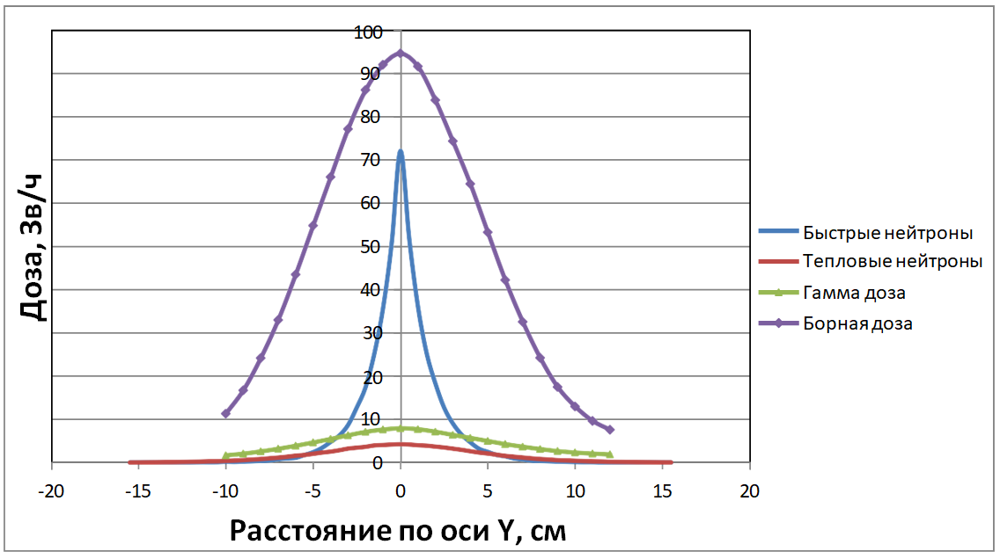 Доза, Зв/ч
100
90
80
70
60
50
40
30
20
10
0
-20 -15 -10 -5 0 5 10 15 20
Расстояние по оси Y, см
Быстрые нейтроны
Тепловые нейтроны
Гамма доза
Борная доза